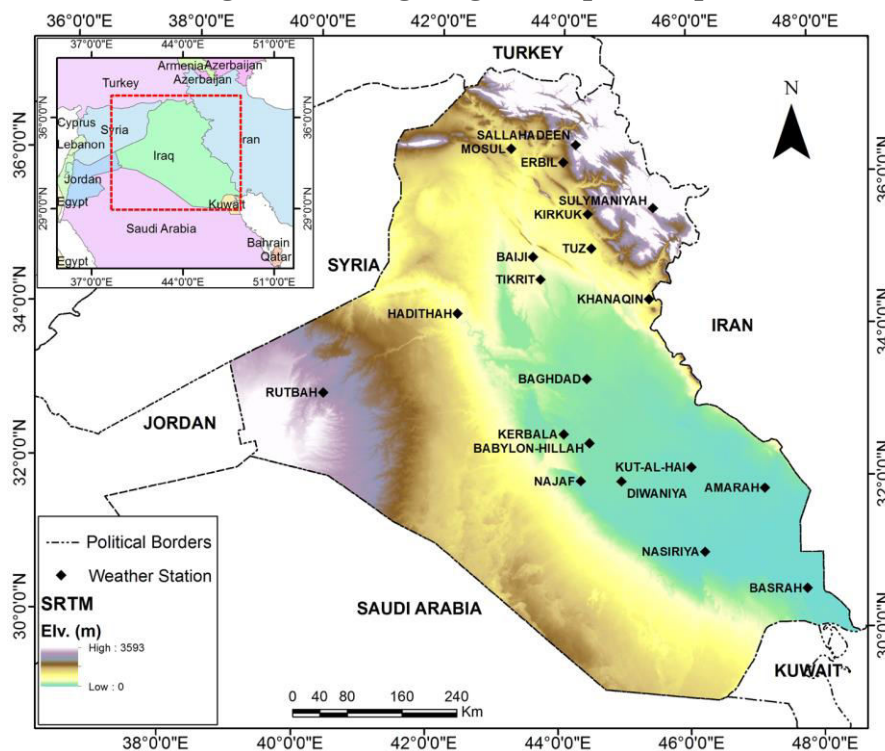 36°0'0"E 38°0'0"E 40°0'0"E 42°0'0"E 44°0'0"E 46°0'0"E 48°0'0"E
37°0'0"E 44°0'0"E 51°0'0"E
Armenia Azerbaijan
Azerbaijan
Turkey
Cyprus
Syria
Lebanon
Iraq
Iran
Jordan
Egypt
Kuwait
Saudi Arabia
Bahrain
Qatar
Egypt
36°0'0"N
29°0'0"N
36°0'0"N
29°0'0"N
37°0'0"E 44°0'0"E 51°0'0"E
TURKEY
N
SALLAHADEEN
MOSUL
ERBIL
SULYMANIYAH
KIRKUK
TUZ
BAIJI
SYRIA
TIKRIT
KHANAQIN
HADITHAH
IRAN
BAGHDAD
RUTBAH
JORDAN
KERBALA
BABYLON-HILLAH
KUT-AL-HAI
NAJAF
DIWANIYA
AMARAH
NASIRIYA
BASRAH
SAUDI ARABIA
KUWAIT
36°0'0"N
34°0'0"N
32°0'0"N
30°0'0"N
36°0'0"N
34°0'0"N
32°0'0"N
30°0'0"N
Political Borders
Weather Station
SRTM
Elv. (m)
High : 3593
Low : 0
0 40 80 160 240
Km
38°0'0"E 40°0'0"E 42°0'0"E 44°0'0"E 46°0'0"E 48°0'0"E